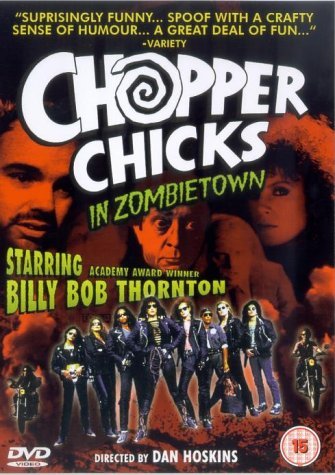 "SUPRISINGLY FUNNY... SPOOF WITH A CRAFTY
SENSE OF HUMOUR... A GREAT DEAL OF FUN..."
-VARIETY
CHOPPER
CHICKS
IN ZOMBIETOWN
STARRING ACADEMY AWARD WINNER
BILLY BOB THORNTON
DVD
VIDEO
DIRECTED BY DAN HOSKINS
15